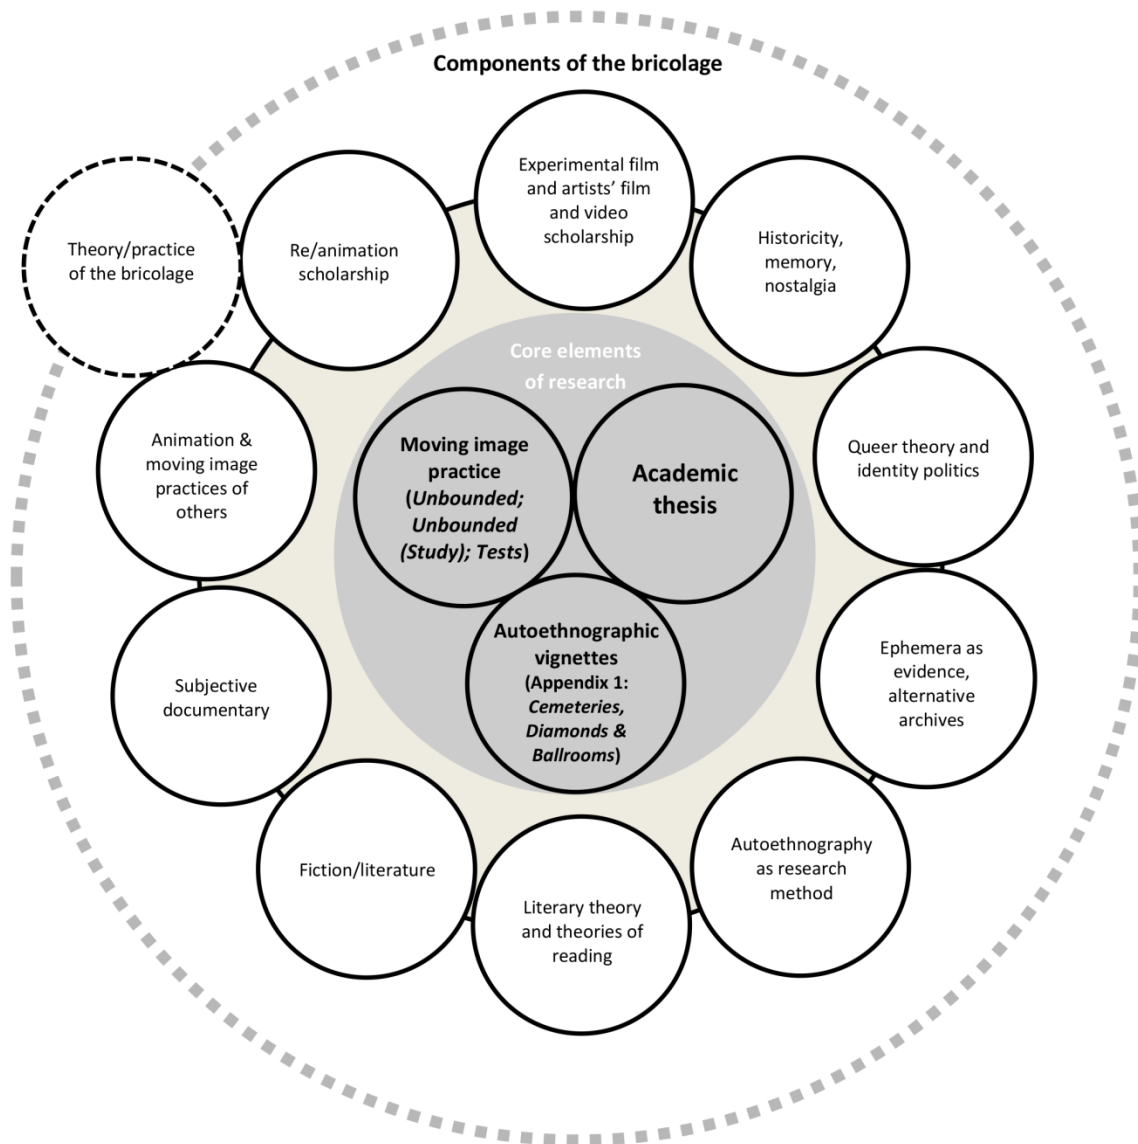 Components of the bricolage
Experimental film
and artists’ film
and video
scholarship
Historicity,
memory,
nostalgia
Queer theory and
identity politics
Ephemera as
evidence,
alternative
archives
Autoethnography
as research
method
Literary theory
and theories of
reading
Fiction/literature
Subjective
documentary
Animation &
moving image
practices of
others
Theory/practice
of the bricolage
Re/animation
scholarship
Core elements
of research
Moving image
practice
(Unbounded;
Unbounded
(Study); Tests)
Academic
thesis
Autoethnographic
vignettes
(Appendix 1:
Cemeteries,
Diamonds &
Ballrooms)